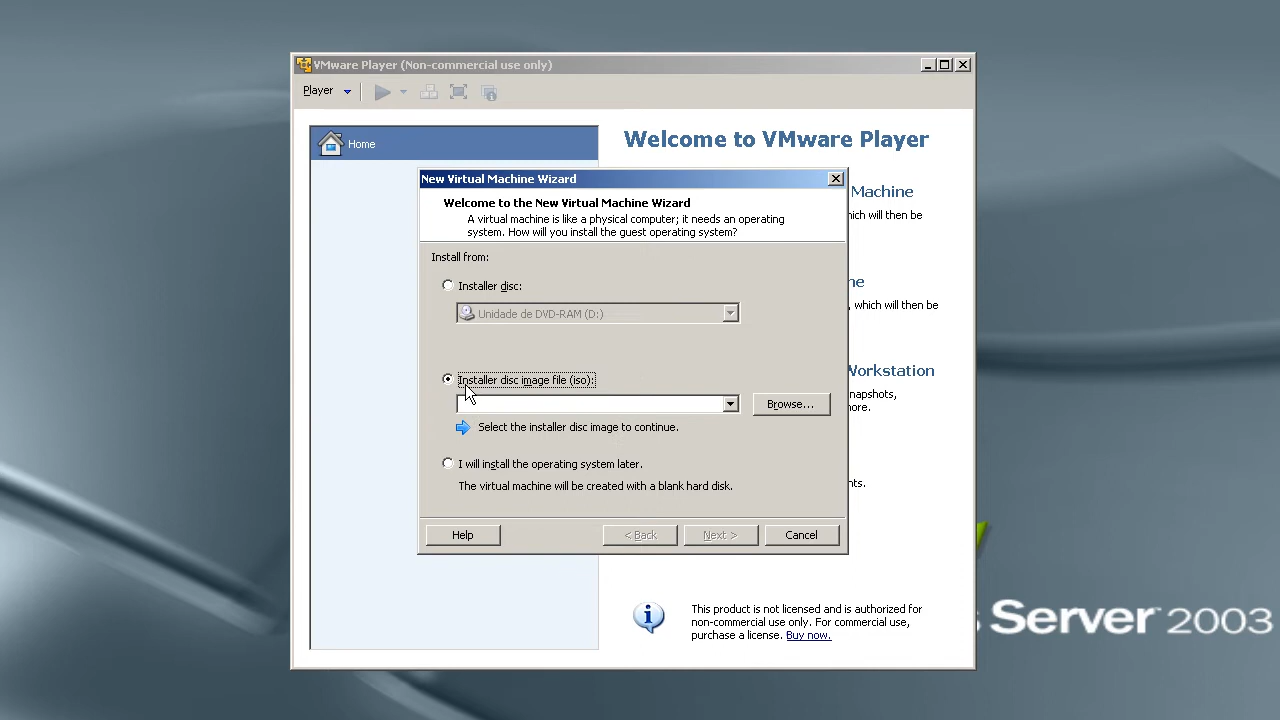 VMware Player (Non-commercial use only)
Player
Home
Welcome to VMware Player
Machine
which will then be
, which will then be
Workstation
New Virtual Machine Wizard
Welcome to the New Virtual Machine Wizard
A virtual machine is like a physical computer; it needs an operating
system. How will you install the guest operating system?
Install from:
Installer disc:
Unidade de DVD-RAM (D:)
Installer disc image file (iso):
Browse...
Select the installer disc image to continue.
I will install the operating system later.
The virtual machine will be created with a blank hard disk.
Help
< Back
Next >
Cancel
This product is not licensed and is authorized for
non-commercial use only. For commercial use,
purchase a license. Buy now.
Server 2003